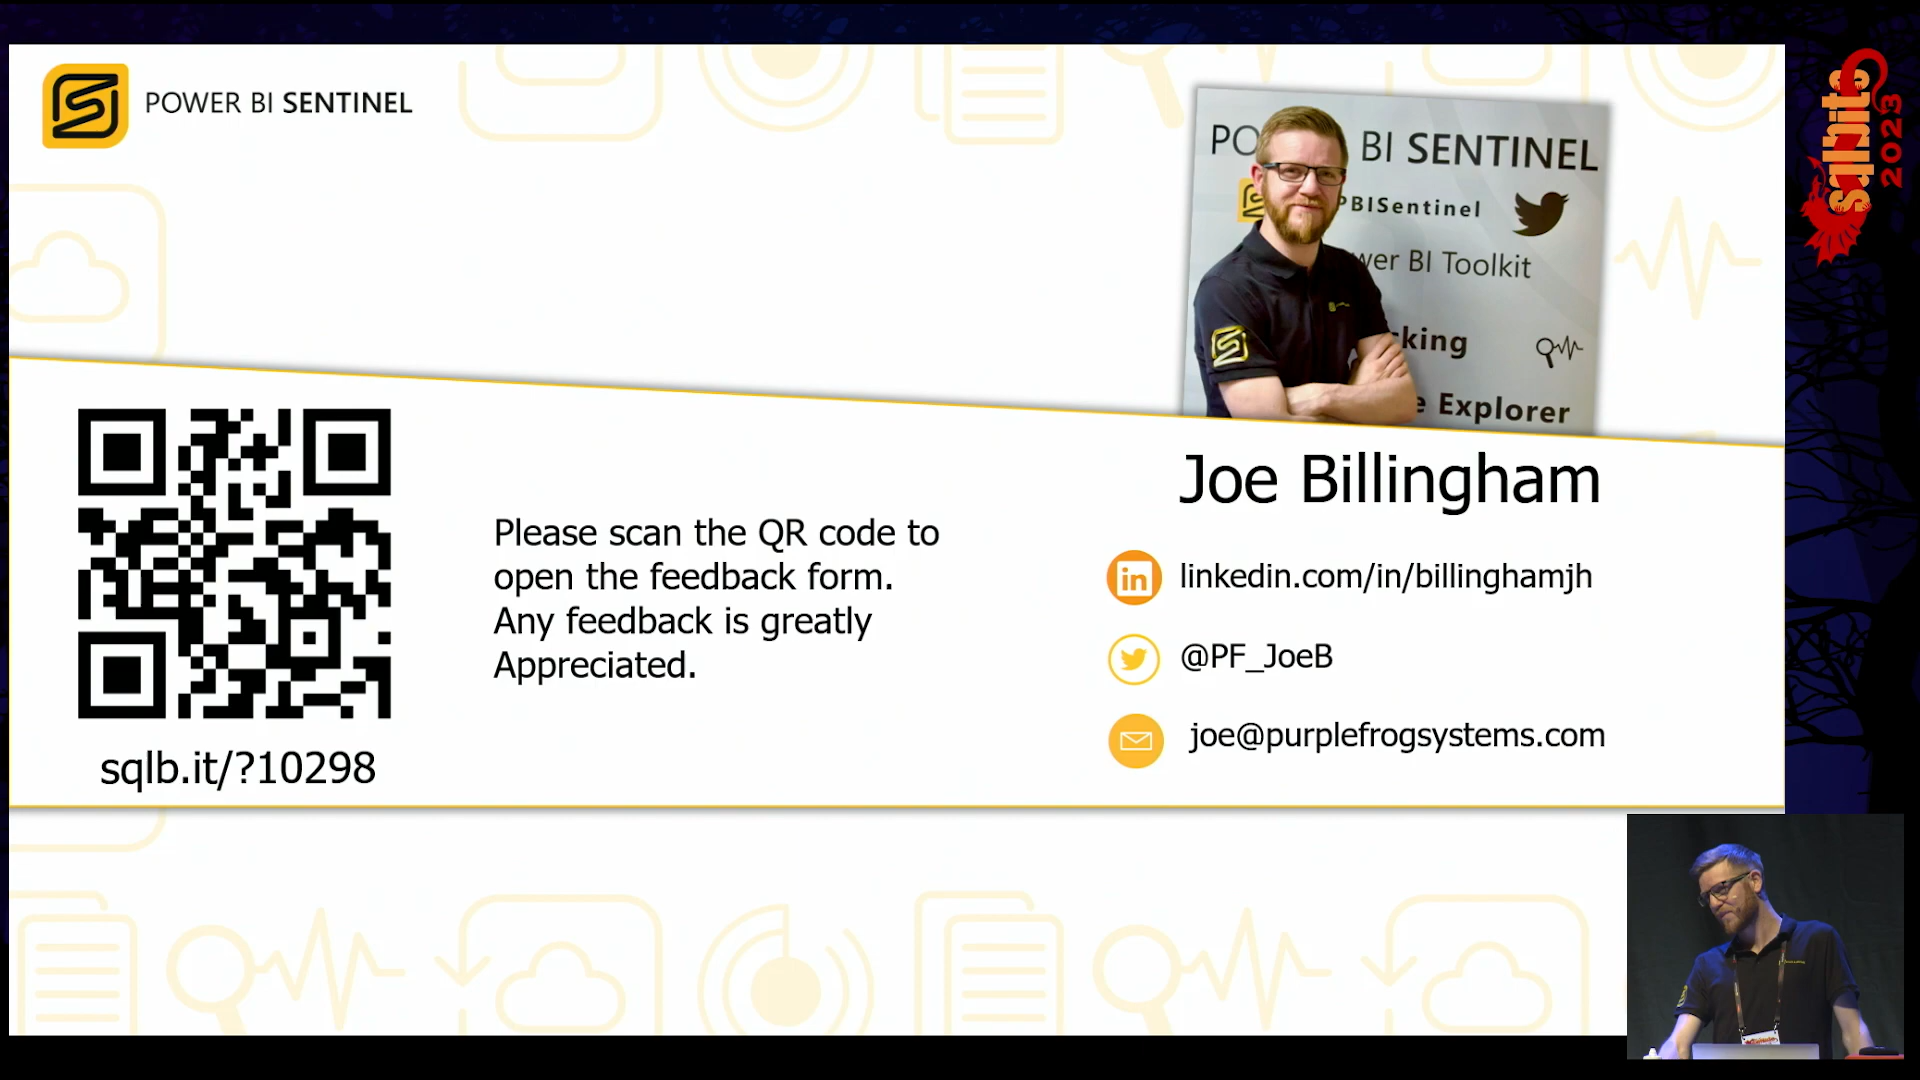 POWER BI SENTINEL
sqlbits
2023
PO BI SENTINEL
PBISentinel
wer BI Toolkit
cking
e Explorer
Joe Billingham
Please scan the QR code to
open the feedback form.
Any feedback is greatly
Appreciated.
linkedin.com/in/billinghamjh
@PF_JoeB
joe@purplefrogsystems.com
sqlb.it/?10298